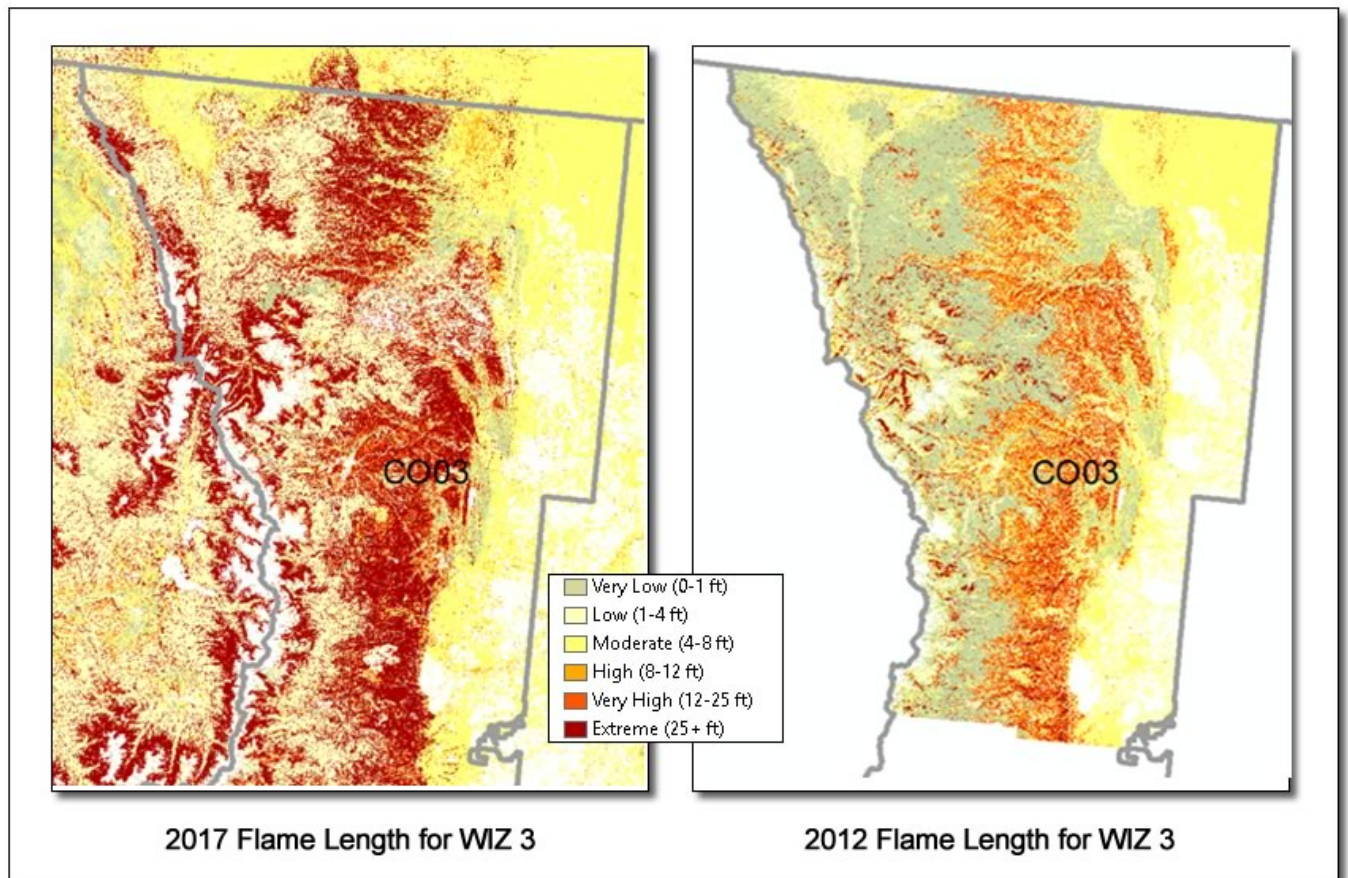 CO03
CO03
Very Low (0-1 ft)
Low (1-4 ft)
Moderate (4-8 ft)
High (8-12 ft)
Very High (12-25 ft)
Extreme (25+ ft)
2017 Flame Length for WIZ 3
2012 Flame Length for WIZ 3